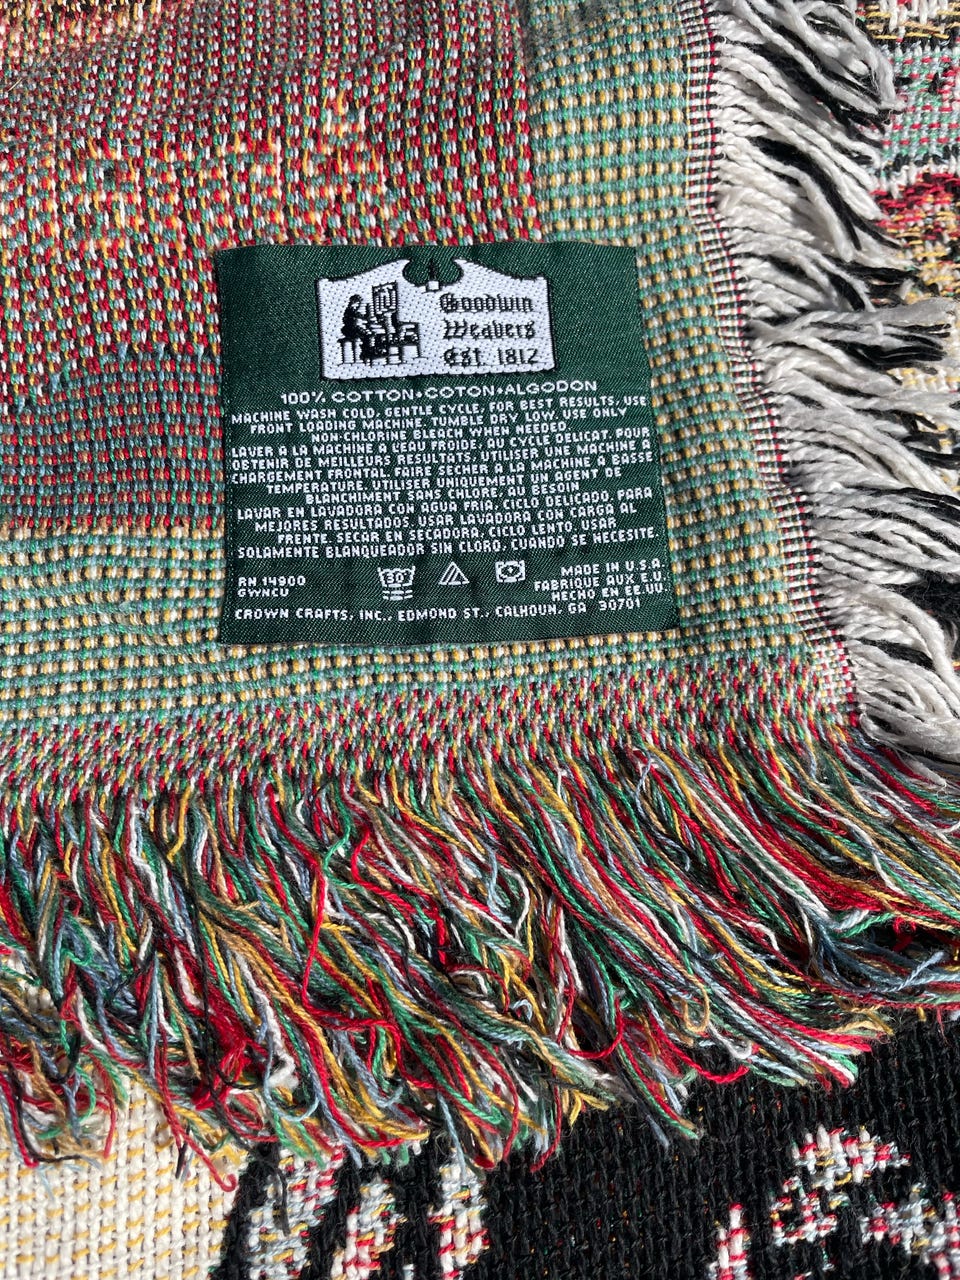 Goodwin
Weavers
Est. 1812
100% COTTON•COTON•ALGODON
MACHINE WASH COLD, GENTLE CYCLE, FOR BEST RESULTS, USE
FRONT LOADING MACHINE, TUMBLE DRY LOW. USE ONLY
NON-CHLORINE BLEACH WHEN NEEDED.
LAVER A LA MACHINE A L'EAU FROIDE, AU CYCLE DELICAT. POUR
OBTENIR DE MEILLEURS RESULTATS, UTILISER UNE MACHINE A
CHARGEMENT FRONTAL. FAIRE SECHER A LA MACHINE A BASSE
TEMPERATURE. UTILISER UNIQUEMENT UN AGENT DE
BLANCHIMENT SANS CHLORE, AU BESOIN
LAVAR EN LAVADORA CON AGUA FRIA, CICLO DELICADO. PARA
MEJORES RESULTADOS, USAR LAVADORA CON CARGA AL
FRENTE. SECAR EN SECADORA, CICLO LENTO. USAR
SOLAMENTE BLANQUEADOR SIN CLORO, CUANDO SE NECESITE.
RN 14900
GWNCU
30°
MADE IN U.S.A.
FABRIQUE AUX E.U.
HECHO EN EE.UU.
CROWN CRAFTS, INC., EDMOND ST., CALHOUN, GA 30701